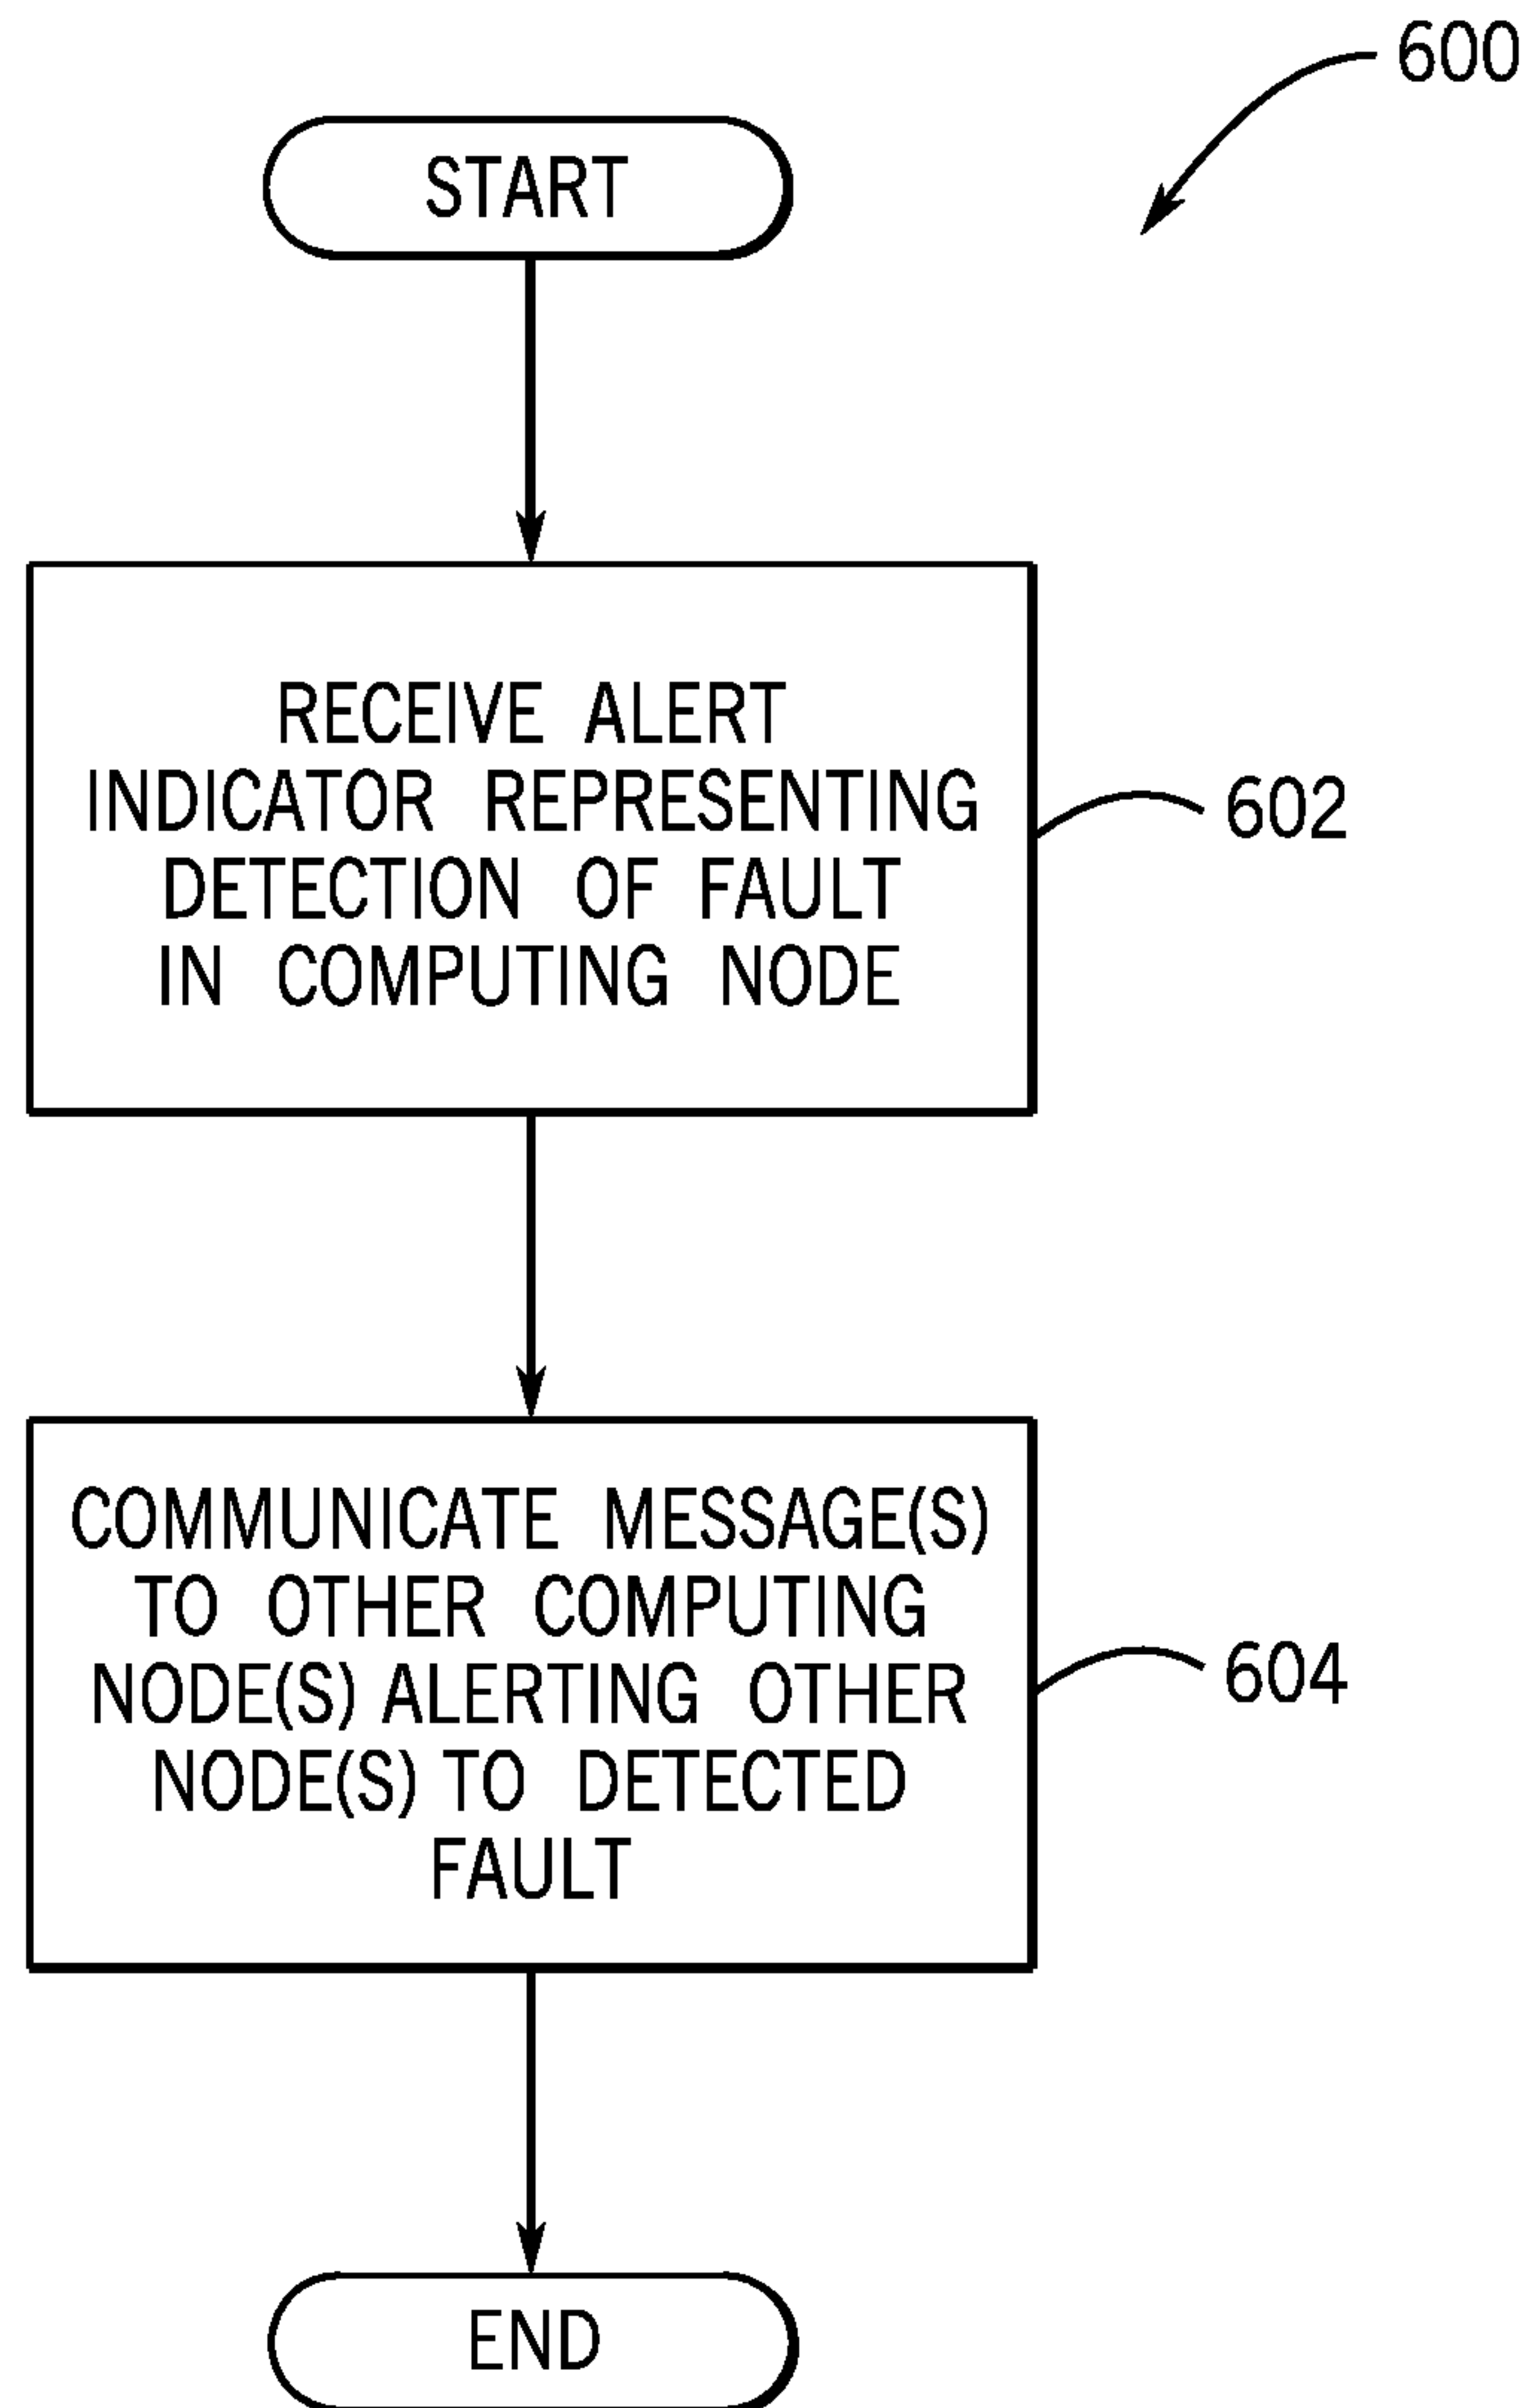 600
START
RECEIVE ALERT
INDICATOR REPRESENTING
DETECTION OF FAULT
IN COMPUTING NODE
602
COMMUNICATE MESSAGE(S)
TO OTHER COMPUTING
NODE(S) ALERTING OTHER
NODE(S) TO DETECTED
FAULT
604
END